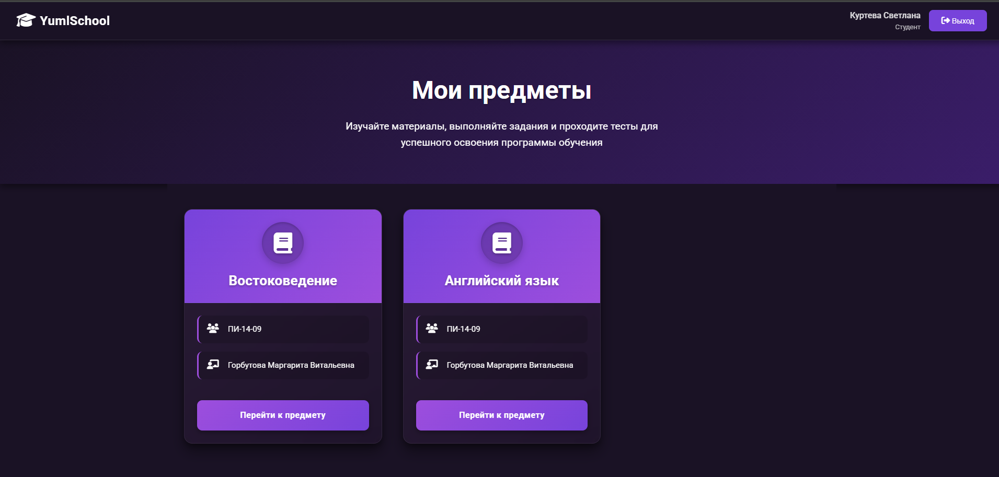 YumlSchool
Куртева Светлана
Студент
Выход
Мои предметы
Изучайте материалы, выполняйте задания и проходите тесты для
успешного освоения программы обучения
Востоковедение
ПИ-14-09
Горбутова Маргарита Витальевна
Перейти к предмету
Английский язык
ПИ-14-09
Горбутова Маргарита Витальевна
Перейти к предмету